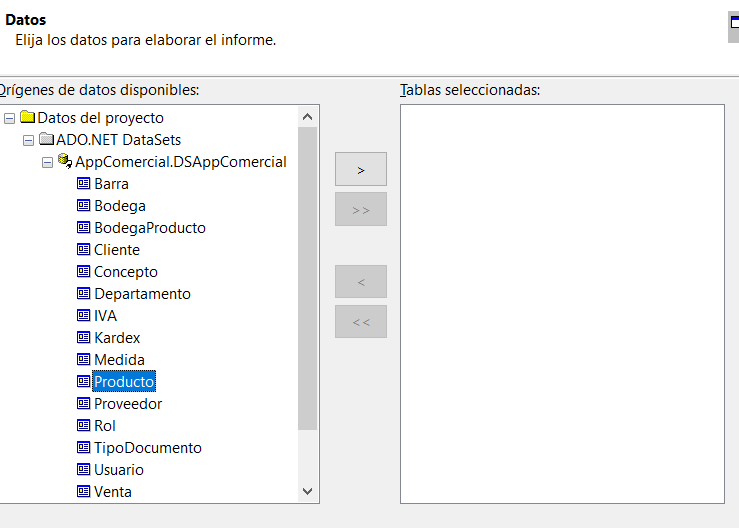 Datos
Elija los datos para elaborar el informe.
Orígenes de datos disponibles:
Tablas seleccionadas:
Datos del proyecto
ADO.NET DataSets
AppComercial.DSAppComercial
Barra
Bodega
BodegaProducto
Cliente
Concepto
Departamento
IVA
Kardex
Medida
Producto
Proveedor
Rol
TipoDocumento
Usuario
Venta
>
>>
<
<<